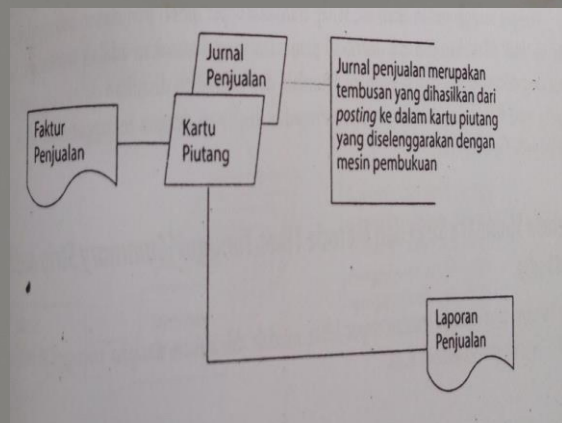 Jurnal
Penjualan
Jurnal penjualan merupakan
tembusan yang dihasilkan dari
posting ke dalam kartu piutang
yang diselenggarakan dengan
mesin pembukuan
Faktur
Penjualan
Kartu
Piutang
Laporan
Penjualan